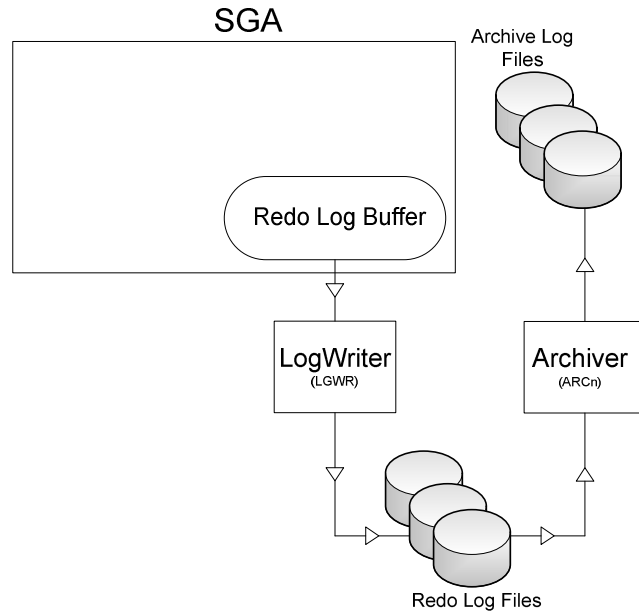 SGA
Archive Log
Files
Redo Log Buffer
LogWriter
(LGWR)
Archiver
(ARCn)
Redo Log Files